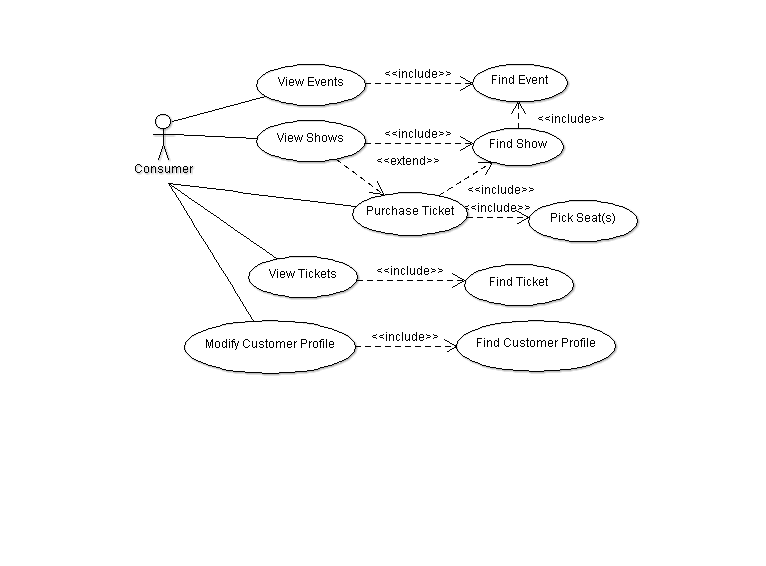 View Events
<<include>>
Find Event
<<include>>
View Shows
<<include>>
Find Show
<<extend>>
Consumer
<<include>>
Purchase Ticket
<<include>>
Pick Seat(s)
View Tickets
<<include>>
Find Ticket
Modify Customer Profile
<<include>>
Find Customer Profile